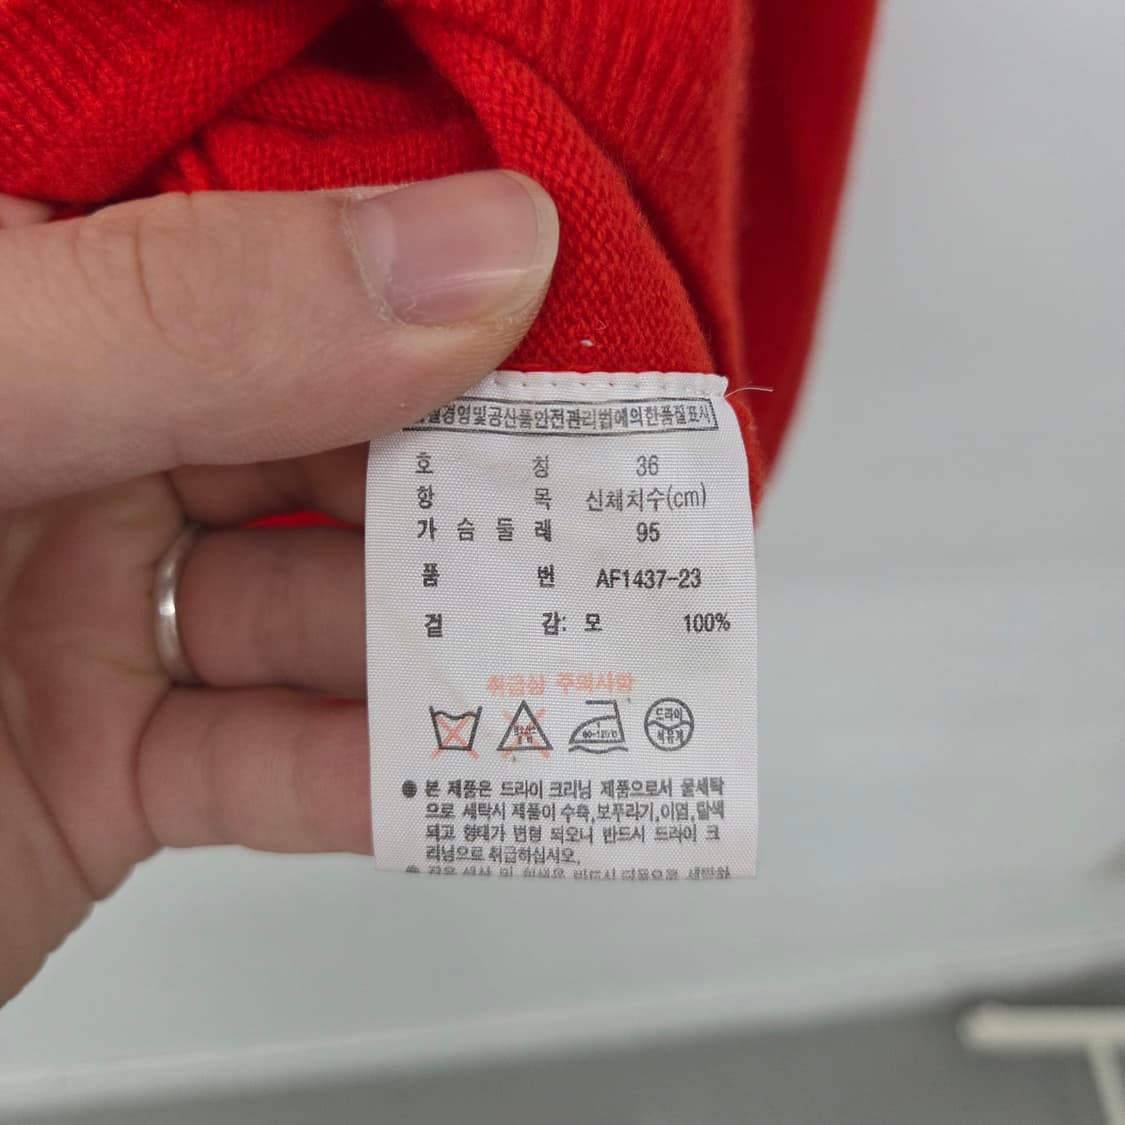 경영및공산품안전관리법에의한품질표시
호 칭 36
항 목 신체치수(cm)
가 슴 둘 레 95
품 번 AF1437-23
겉 감: 모 100%
취급상 주의사항
60~120℃ 드라이
석유계
● 본 제품은 드라이 크리닝 제품으로서 물세탁
으로 세탁시 제품이 수축,보푸라기,이염,탈색
되고 형태가 변형 되오니 반드시 드라이 크
리닝으로 취급하십시오.